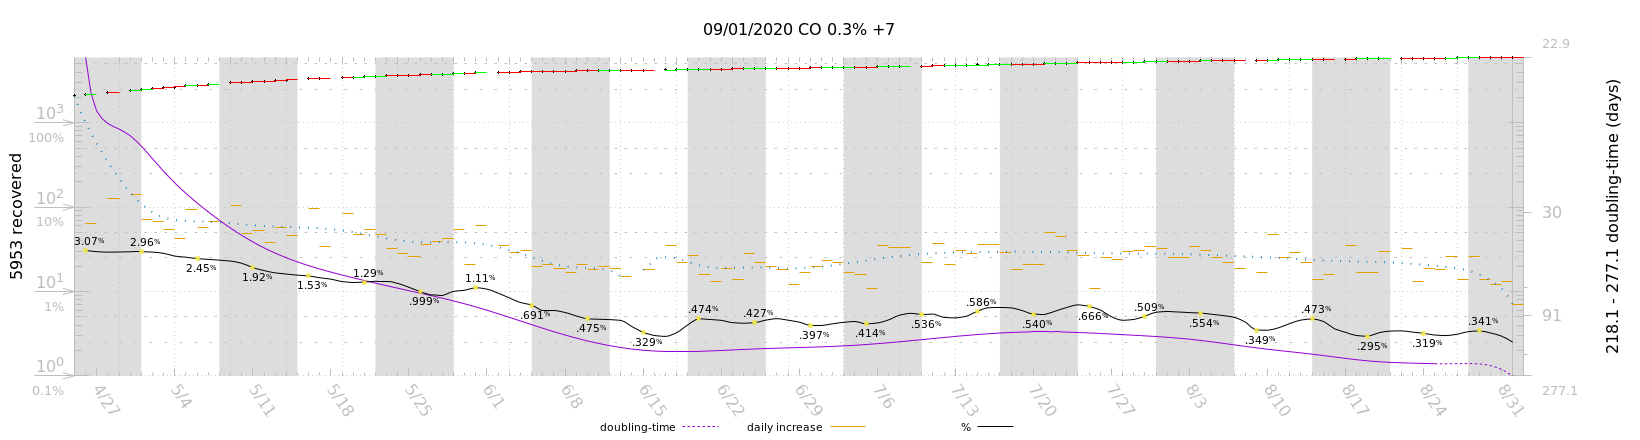 09/01/2020 CO 0.3% +7
22.9
10³
100%
10²
10%
30
3.07% 2.96% 2.45% 1.92% 1.53% 1.29% .999% 1.11% .691% .475% .329% .474% .427% .397% .414% .536% .586% .540% .666% .509% .554% .349% .473% .295% .319% .341%
10¹
1%
91
10⁰
0.1%
277.1
5953 recovered
218.1 - 277.1 doubling-time (days)
4/27 5/4 5/11 5/18 5/25 6/1 6/8 6/15 6/22 6/29 7/6 7/13 7/20 7/27 8/3 8/10 8/17 8/24 8/31
doubling-time daily increase %